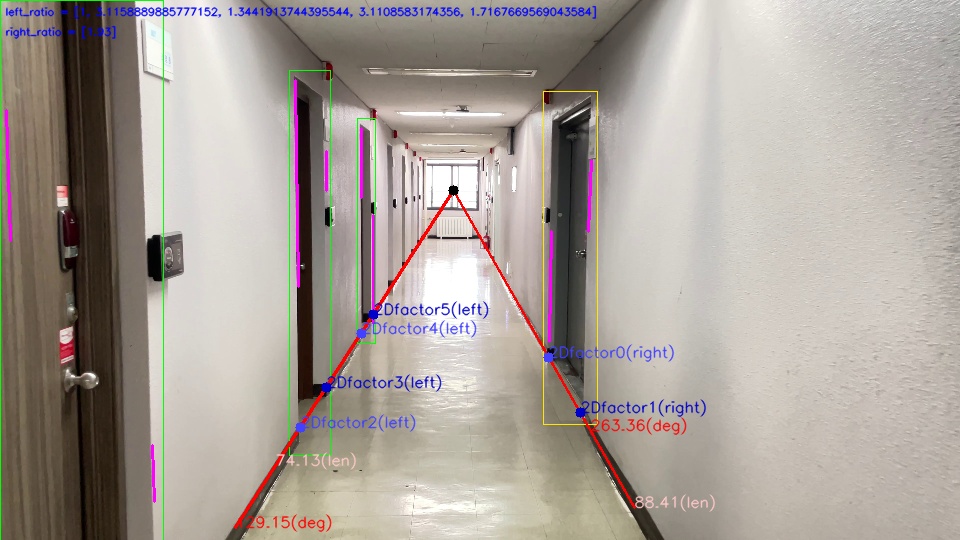 left_ratio = [1, 3.1158889885777152, 1.3441913744395544, 3.1108583174356, 1.7167669569043584]
right_ratio = [1.93]
2Dfactor5(left)
2Dfactor4(left)
2Dfactor0(right)
2Dfactor3(left)
2Dfactor1(right)
2Dfactor2(left)
263.36(deg)
74.13(len)
88.41(len)
29.15(deg)